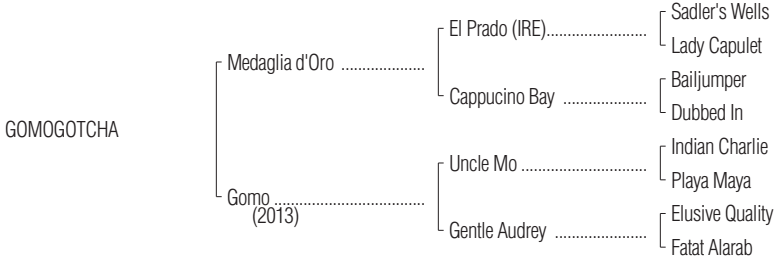 Sadler's Wells
El Prado (IRE)........................
Lady Capulet
Medaglia d'Oro ....................
Bailjumper
Cappucino Bay ....................
Dubbed In
GOMOGOTCHA
Indian Charlie
Uncle Mo ..............................
Playa Maya
Gomo ....................................
(2013)
Elusive Quality
Gentle Audrey ......................
Fatat Alarab